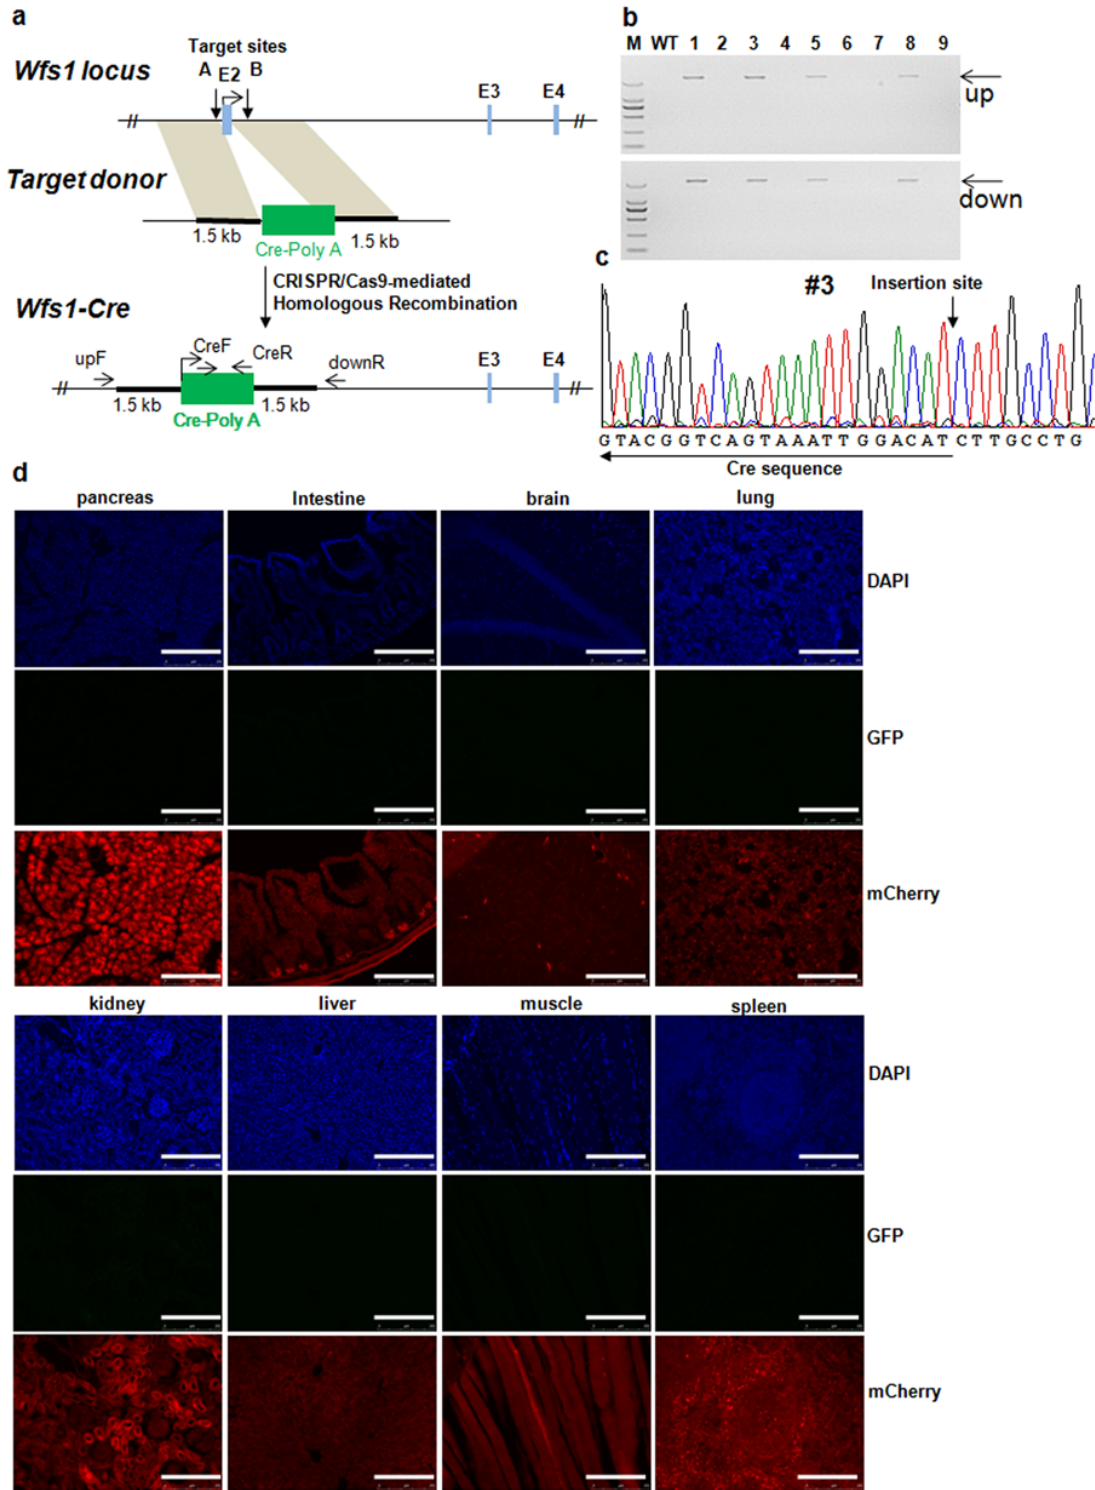 a
Target sites
A E2 B
Wfs1 locus
E3 E4
//
//
Target donor
1.5 kb
Cre-Poly A
1.5 kb
CRISPR/Cas9-mediated
Homologous Recombination
Wfs1-Cre
upF
CreF
CreR
downR
E3 E4
//
//
1.5 kb
Cre-Poly A
1.5 kb
b
M WT 1 2 3 4 5 6 7 8 9
up
down
c
#3
Insertion site
GTACGGTCAGTAAATTGGACATCTTGCCTG
Cre sequence
d
pancreas Intestine brain lung
DAPI
GFP
mCherry
kidney liver muscle spleen
DAPI
GFP
mCherry